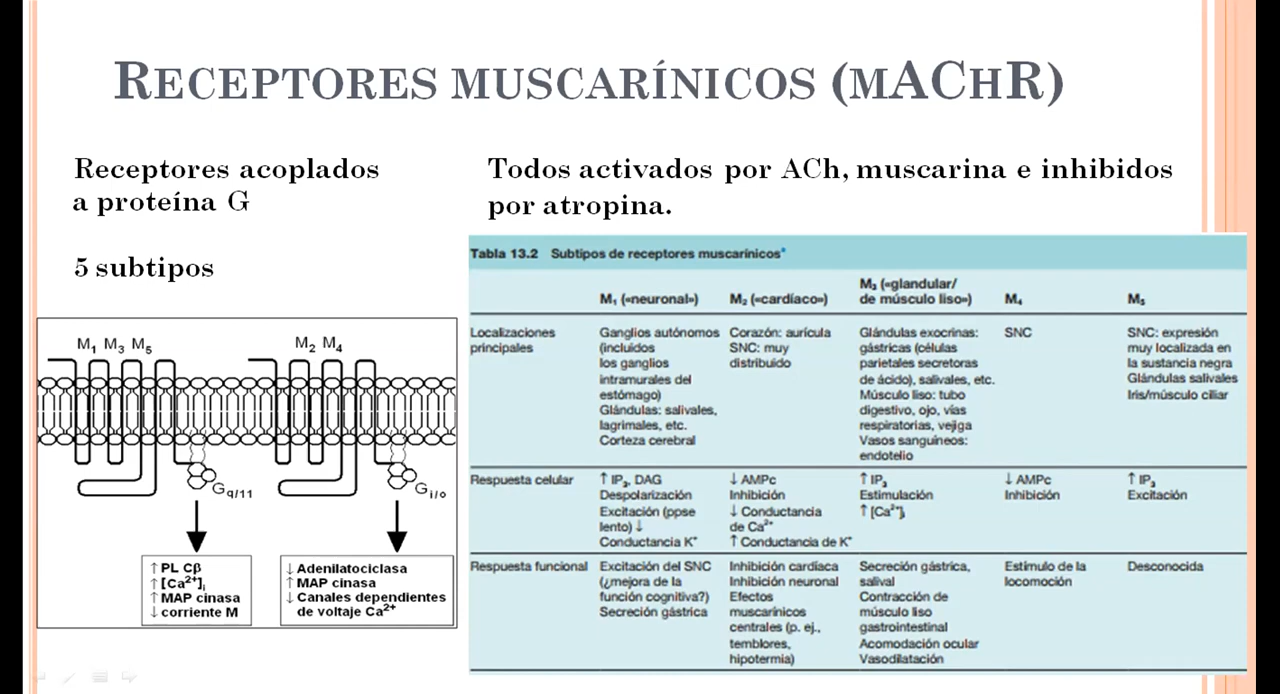 RECEPTORES MUSCARÍNICOS (MACHR)
Receptores acoplados
a proteína G
5 subtipos
Todos activados por ACh, muscarina e inhibidos
por atropina.
M1 M3 M5
M2 M4
Gq/11
Gi/o
↑PL Cβ
↑[Ca²⁺]i
↑MAP cinasa
↓corriente M
↓Adenilatociclasa
↑MAP cinasa
↓Canales dependientes
de voltaje Ca²⁺
Tabla 13.2 Subtipos de receptores muscarínicos*
M₁ («neuronal»)
M₂ («cardíaco»)
M₃ («glandular/
de músculo liso»)
M₄
M₅
Localizaciones
principales
Ganglios autónomos
(incluidos
los ganglios
intramurales del
estómago)
Glándulas: salivales,
lagrimales, etc.
Corteza cerebral
Corazón: aurícula
SNC: muy
distribuido
Glándulas exocrinas:
gástricas (células
parietales secretoras
de ácido), salivales, etc.
Músculo liso: tubo
digestivo, ojo, vías
respiratorias, vejiga
Vasos sanguíneos:
endotelio
SNC
SNC: expresión
muy localizada en
la sustancia negra
Glándulas salivales
Iris/músculo ciliar
Respuesta celular
↑ IP₃, DAG
Despolarización
Excitación (ppse
lento) ↓
Conductancia K⁺
↓ AMPc
Inhibición
↓ Conductancia
de Ca²⁺
↑ Conductancia de K⁺
↑ IP₃
Estimulación
↑ [Ca²⁺]ᵢ
↓ AMPc
Inhibición
↑ IP₃
Excitación
Respuesta funcional
Excitación del SNC
(¿mejora de la
función cognitiva?)
Secreción gástrica
Inhibición cardíaca
Inhibición neuronal
Efectos
muscarínicos
centrales (p. ej.,
temblores,
hipotermia)
Secreción gástrica,
salival
Contracción de
músculo liso
gastrointestinal
Acomodación ocular
Vasodilatación
Estímulo de la
locomoción
Desconocida